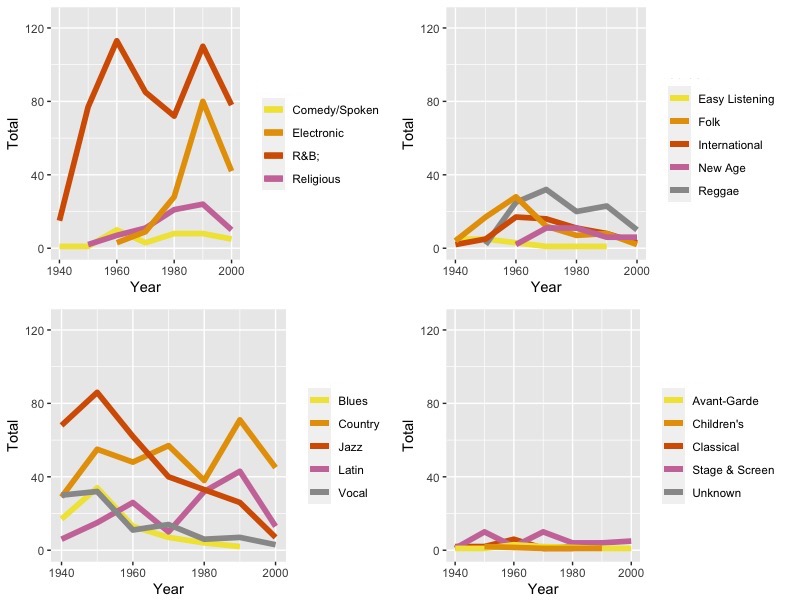 120
80
40
0
Total
1940
1960
1980
2000
Year
Comedy/Spoken
Electronic
R&B;
Religious
120
80
40
0
Total
1940
1960
1980
2000
Year
Easy Listening
Folk
International
New Age
Reggae
120
80
40
0
Total
1940
1960
1980
2000
Year
Blues
Country
Jazz
Latin
Vocal
120
80
40
0
Total
1940
1960
1980
2000
Year
Avant-Garde
Children's
Classical
Stage & Screen
Unknown